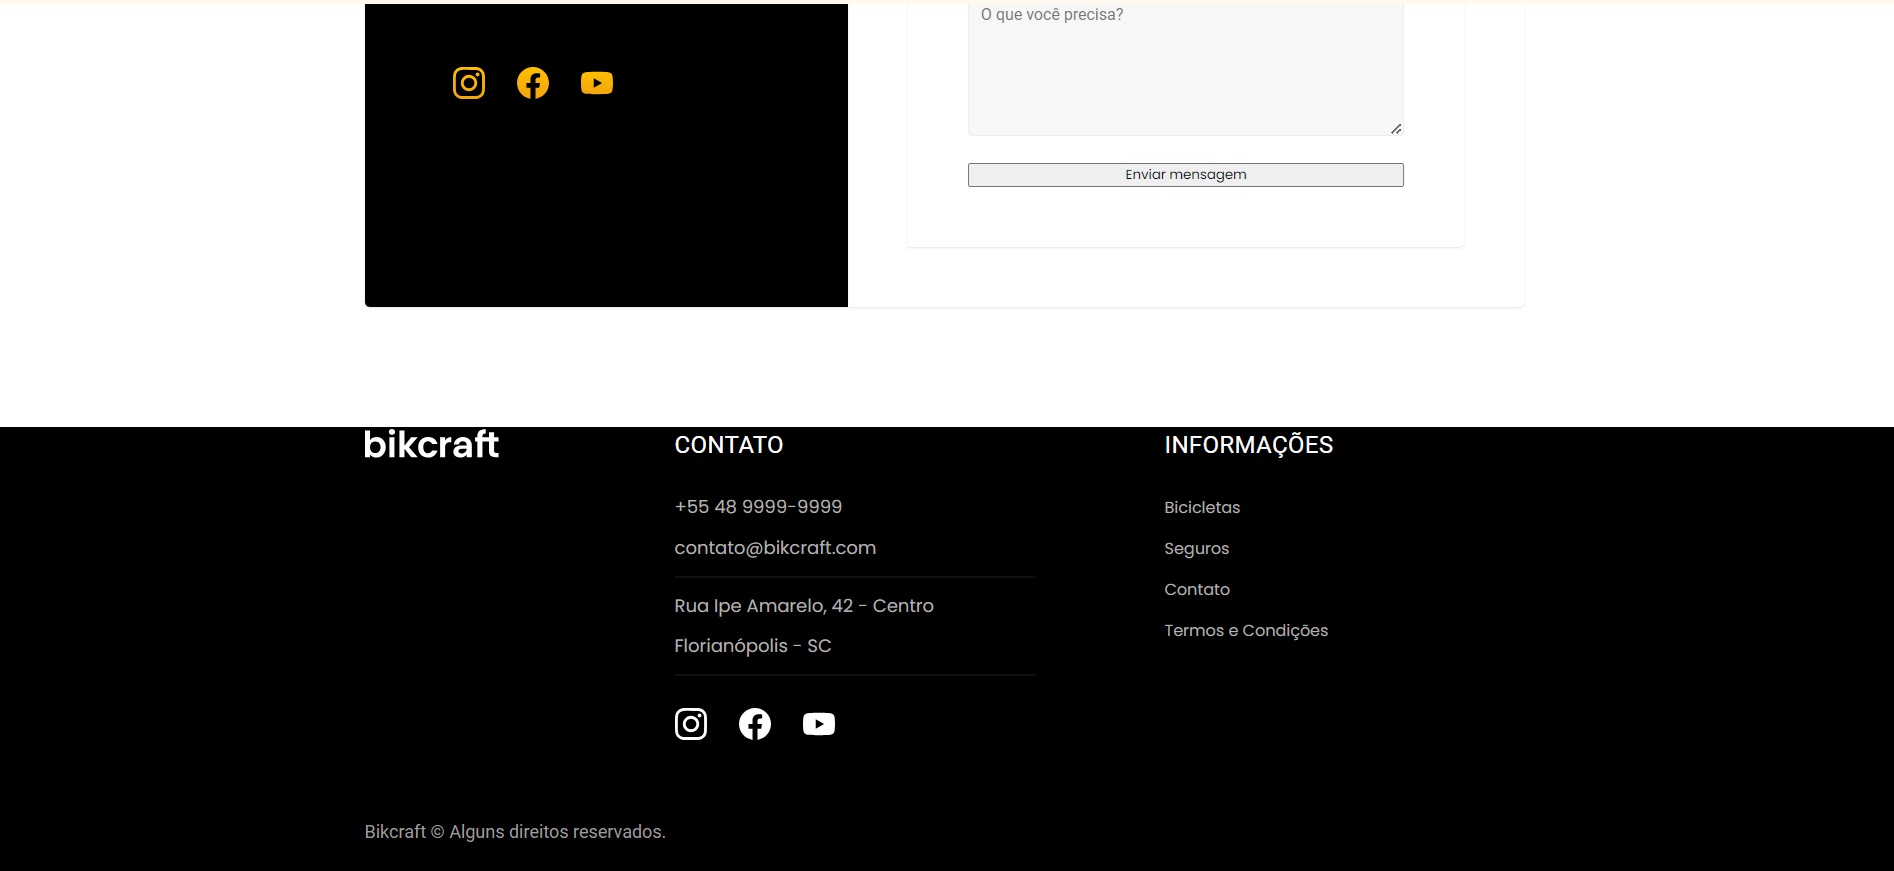 O que você precisa?
Enviar mensagem
bikcraft
CONTATO
+55 48 9999-9999
contato@bikcraft.com
Rua Ipe Amarelo, 42 - Centro
Florianópolis - SC
INFORMAÇÕES
Bicicletas
Seguros
Contato
Termos e Condições
Bikcraft © Alguns direitos reservados.